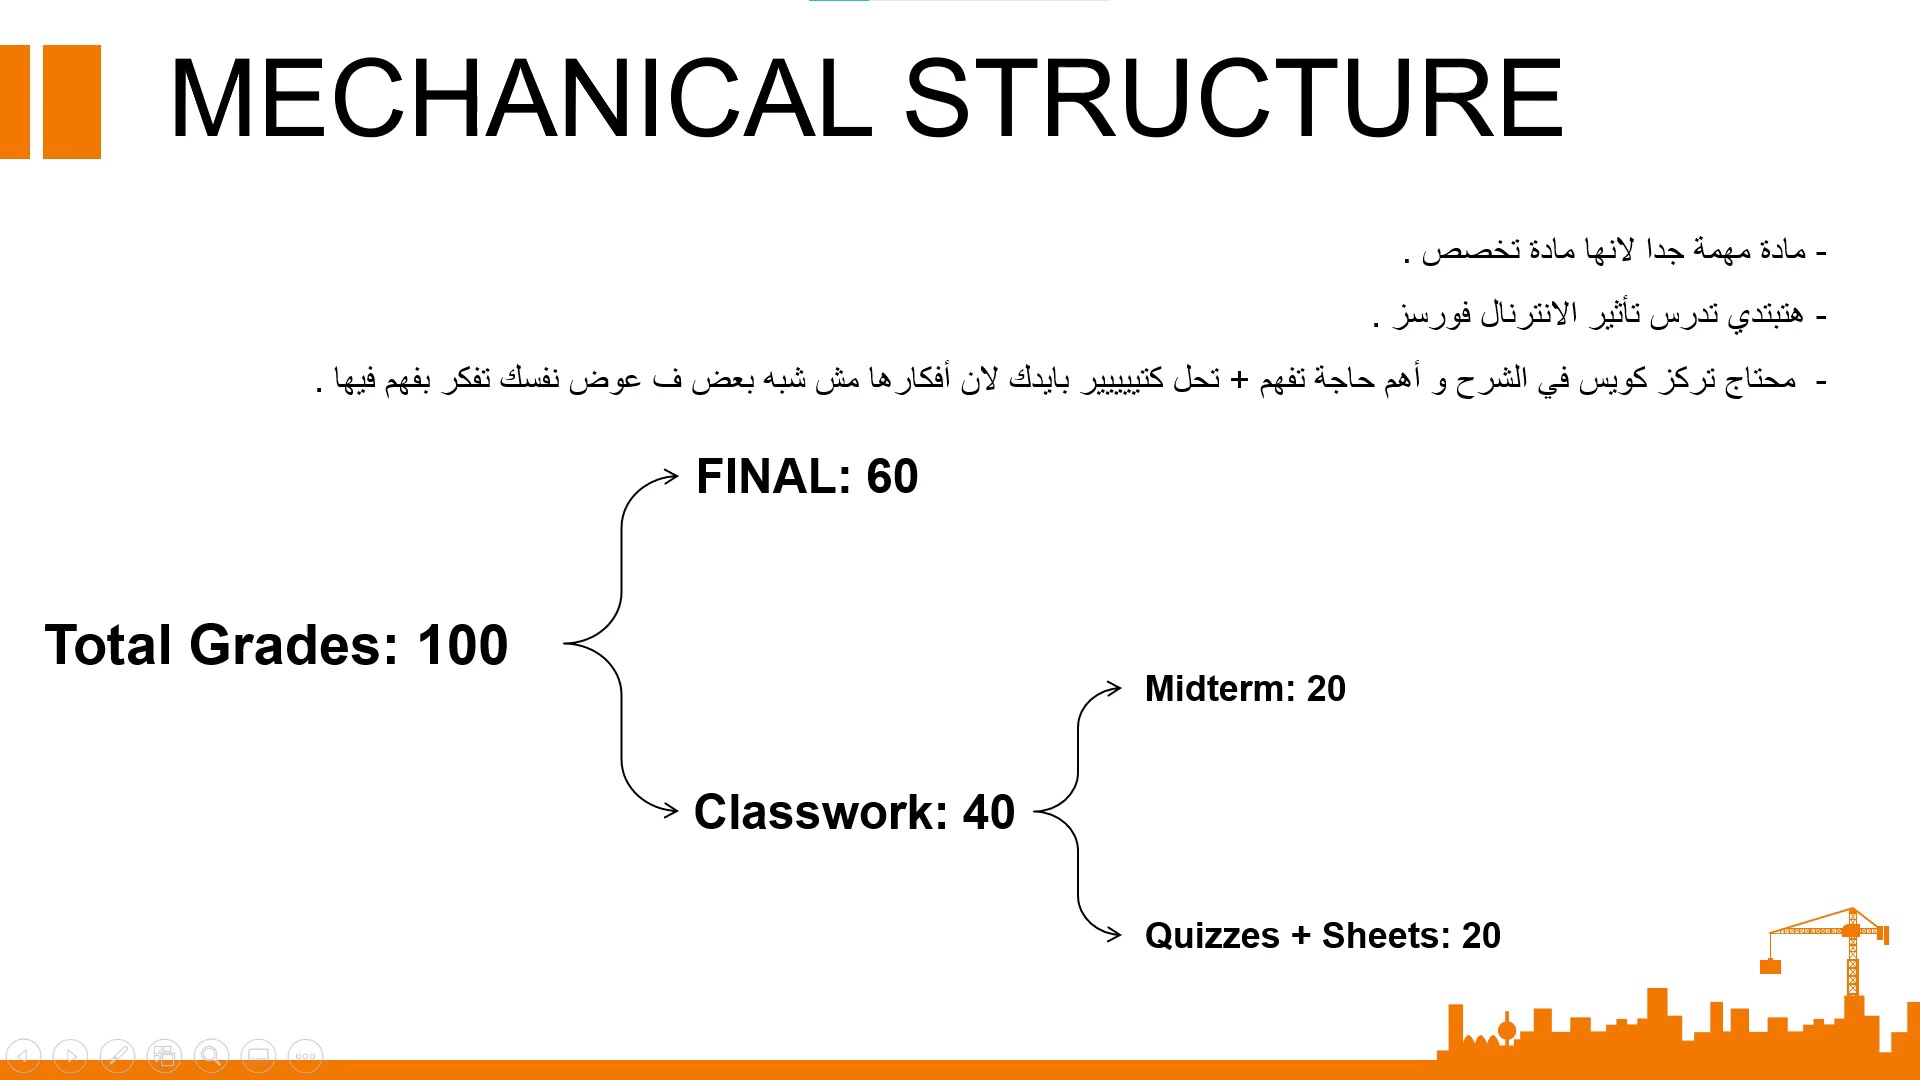 MECHANICAL STRUCTURE
- مادة مهمة جدا لانها مادة تخصص .
- هتبتدي تدرس تأثير الانترنال فورسز .
- محتاج تركز كويس في الشرح و أهم حاجة تفهم + تحل كتيييييير بايدك لان أفكارها مش شبه بعض ف عوض نفسك تفكر بفهم فيها .
FINAL: 60
Total Grades: 100
Midterm: 20
Classwork: 40
Quizzes + Sheets: 20